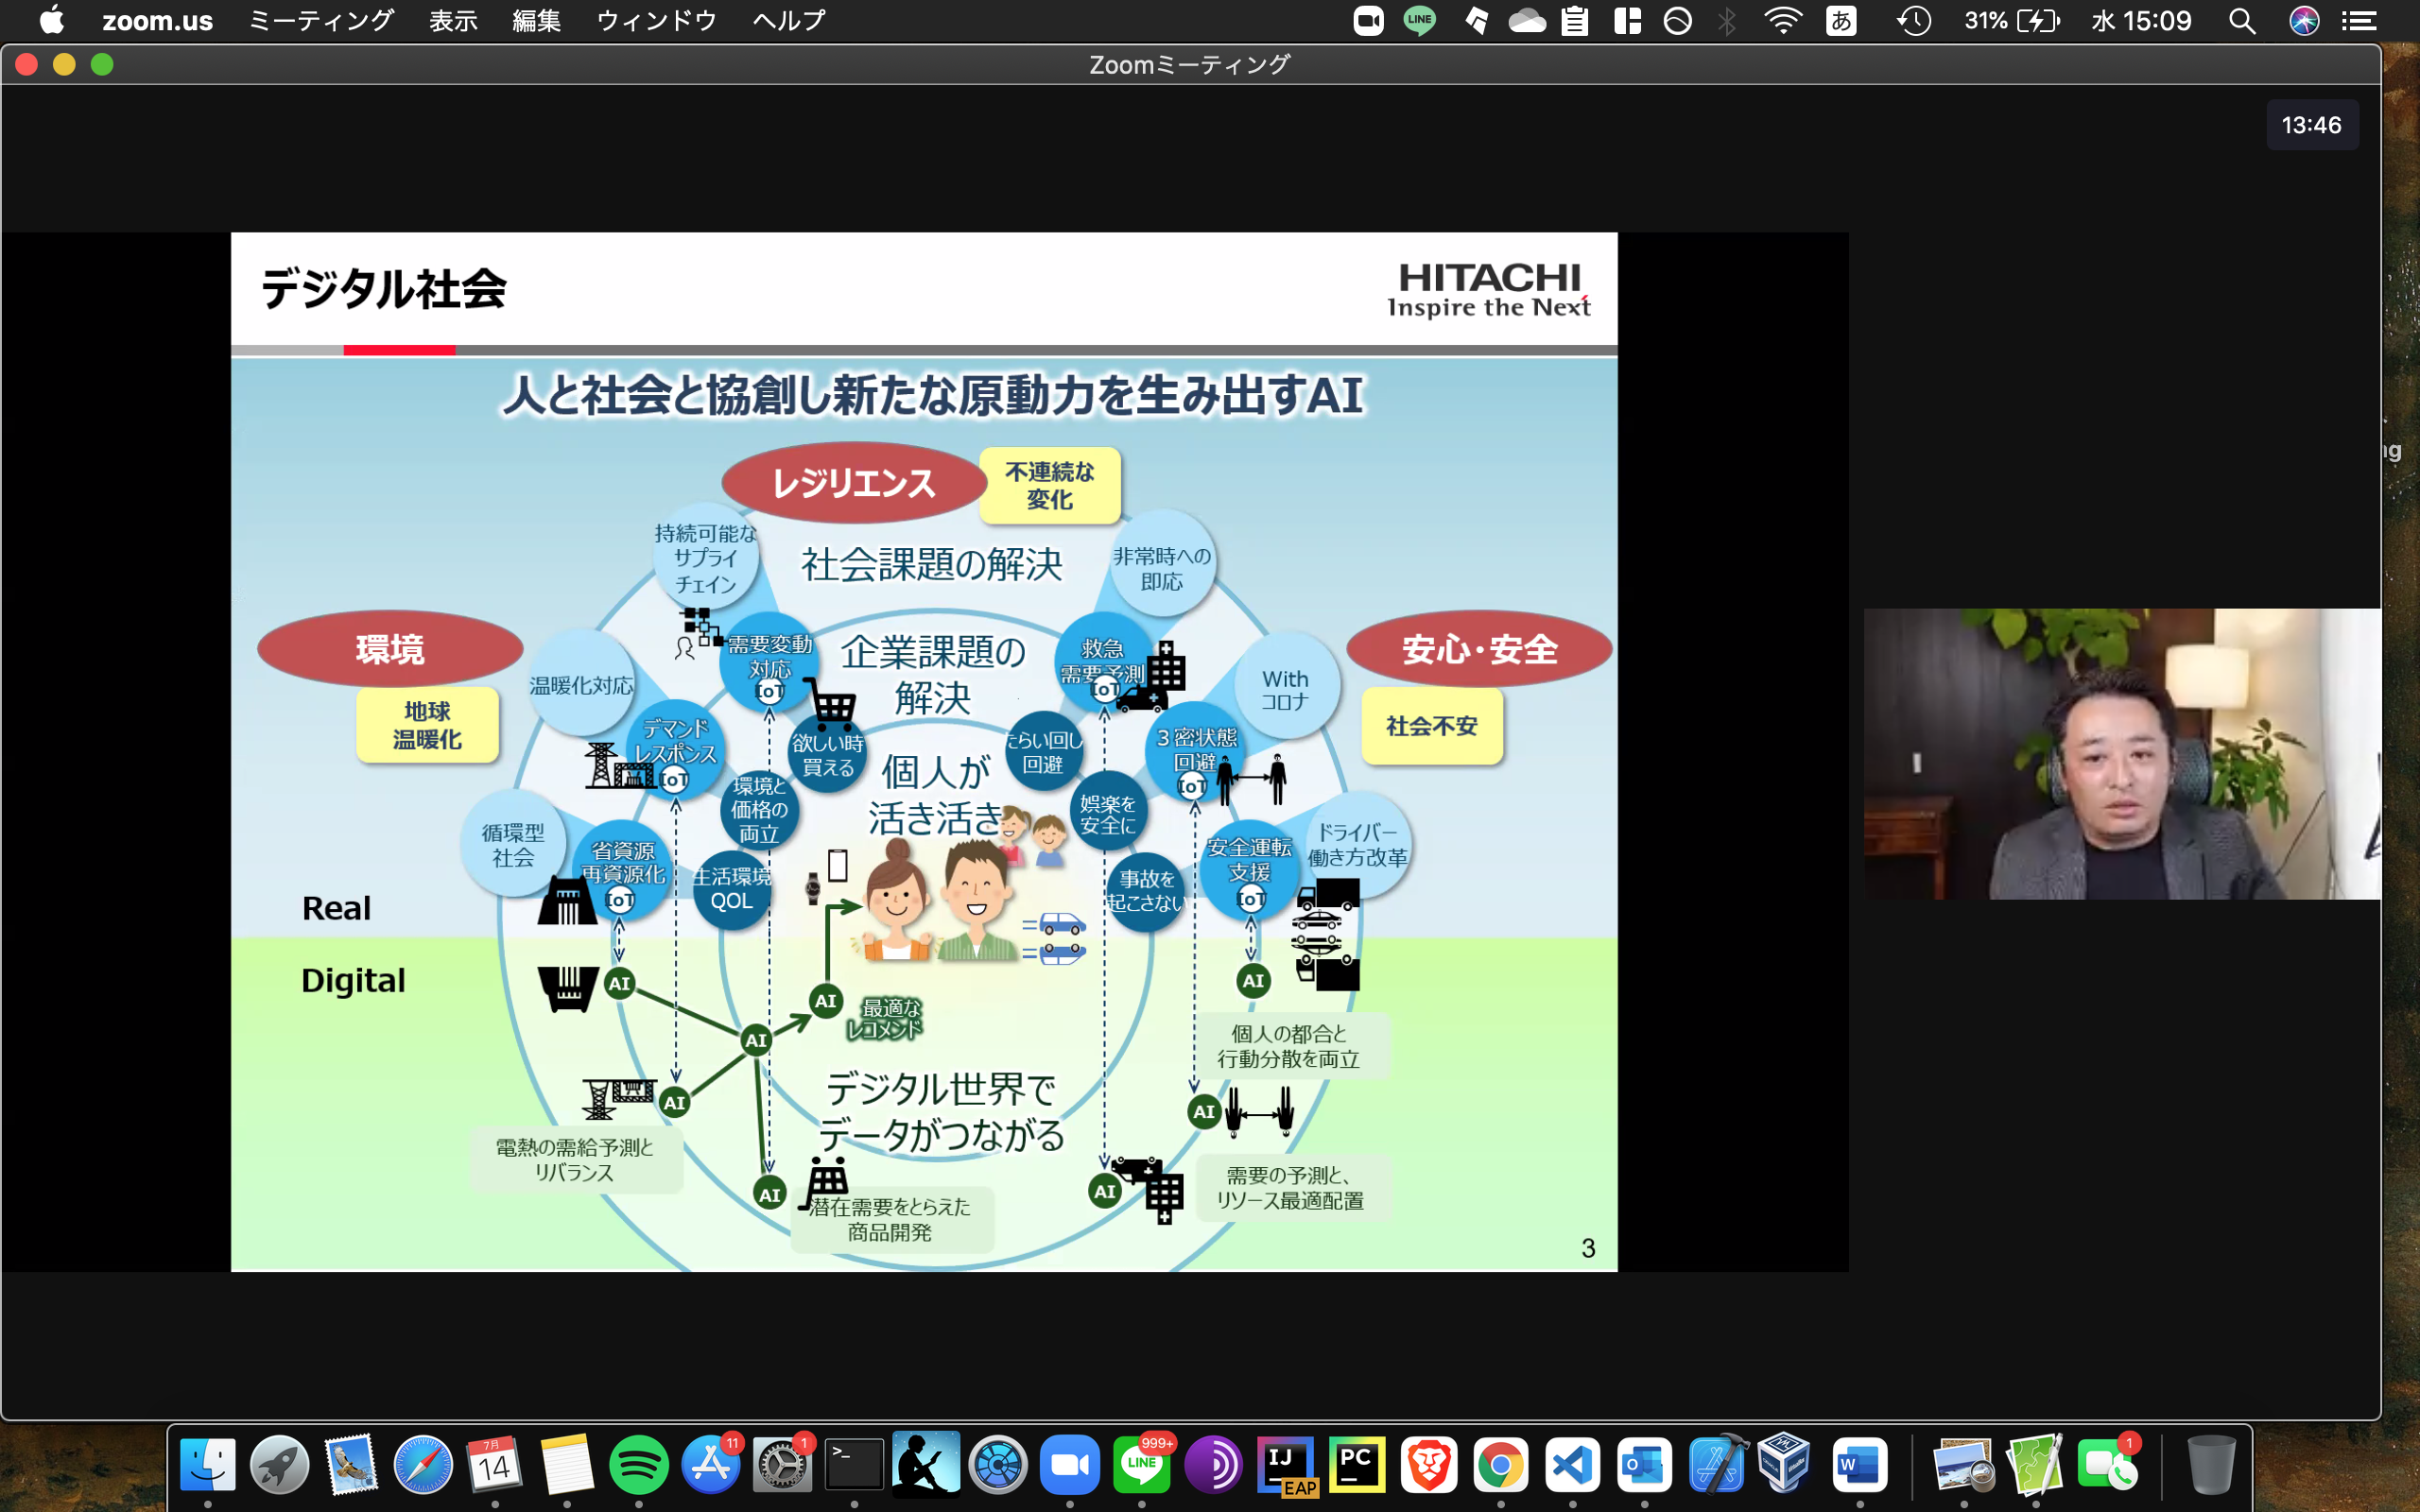 zoom.us ミーティング 表示 編集 ウィンドウ ヘルプ
LINE あ 31% 水 15:09
Zoomミーティング
13:46
デジタル社会
HITACHI
Inspire the Next
人と社会と協創し新たな原動力を生み出すAI
レジリエンス
不連続な
変化
持続可能な
サプライ
チェイン
社会課題の解決
非常時への
即応
環境
地球
温暖化
安心・安全
社会不安
温暖化対応
需要変動
対応
IoT
企業課題の
解決
救急
需要予測
IoT
With
コロナ
デマンド
レスポンス
IoT
欲しい時
買える
たらい回し
回避
3密状態
回避
IoT
環境と
価格の
両立
個人が
活き活き
娯楽を
安全に
循環型
社会
省資源
再資源化
IoT
生活環境
QOL
事故を
起こさない
安全運転
支援
IoT
ドライバー
働き方改革
Real
Digital
AI
AI
AI
AI
AI
AI
AI
AI
最適な
レコメンド
個人の都合と
行動分散を両立
デジタル世界で
データがつながる
電熱の需給予測と
リバランス
潜在需要をとらえた
商品開発
需要の予測と、
リソース最適配置
3
ng
7月
14
11
1
>_
999+
LINE
IJ
EAP
PC
O
W
1